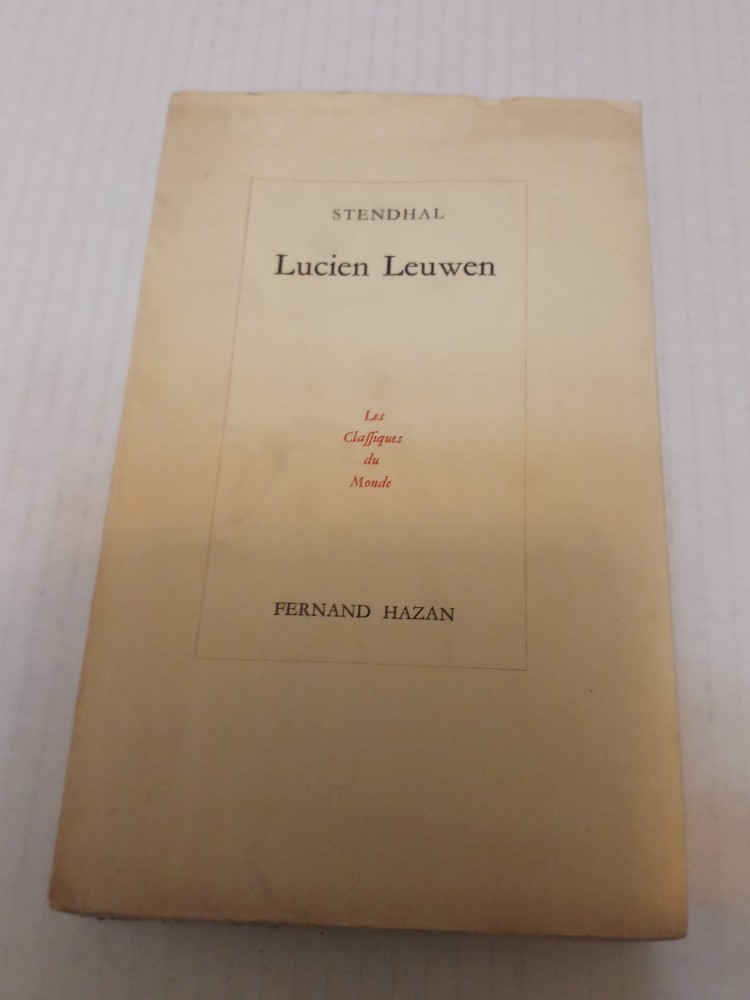 STENDHAL
Lucien Leuwen
Les
Claſſiques
du
Monde
FERNAND HAZAN